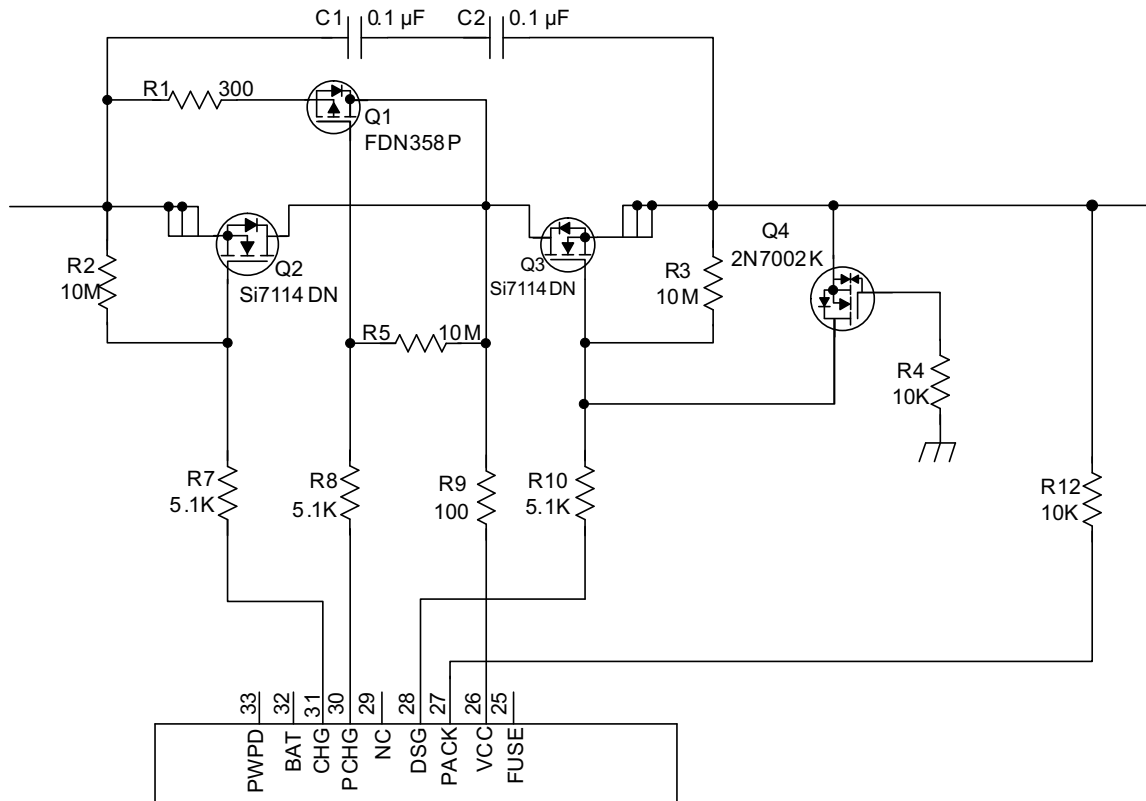 C1 0.1 µF C2 0.1 µF
R1 300
Q1
FDN358P
Q2
Si7114DN
R2
10M
Q3
Si7114DN
R3
10M
Q4
2N7002K
R5 10M
R4
10K
R7
5.1K
R8
5.1K
R9
100
R10
5.1K
R12
10K
33 32 31 30 29 28 27 26 25
PWPD BAT CHG PCHG NC DSG PACK VCC FUSE